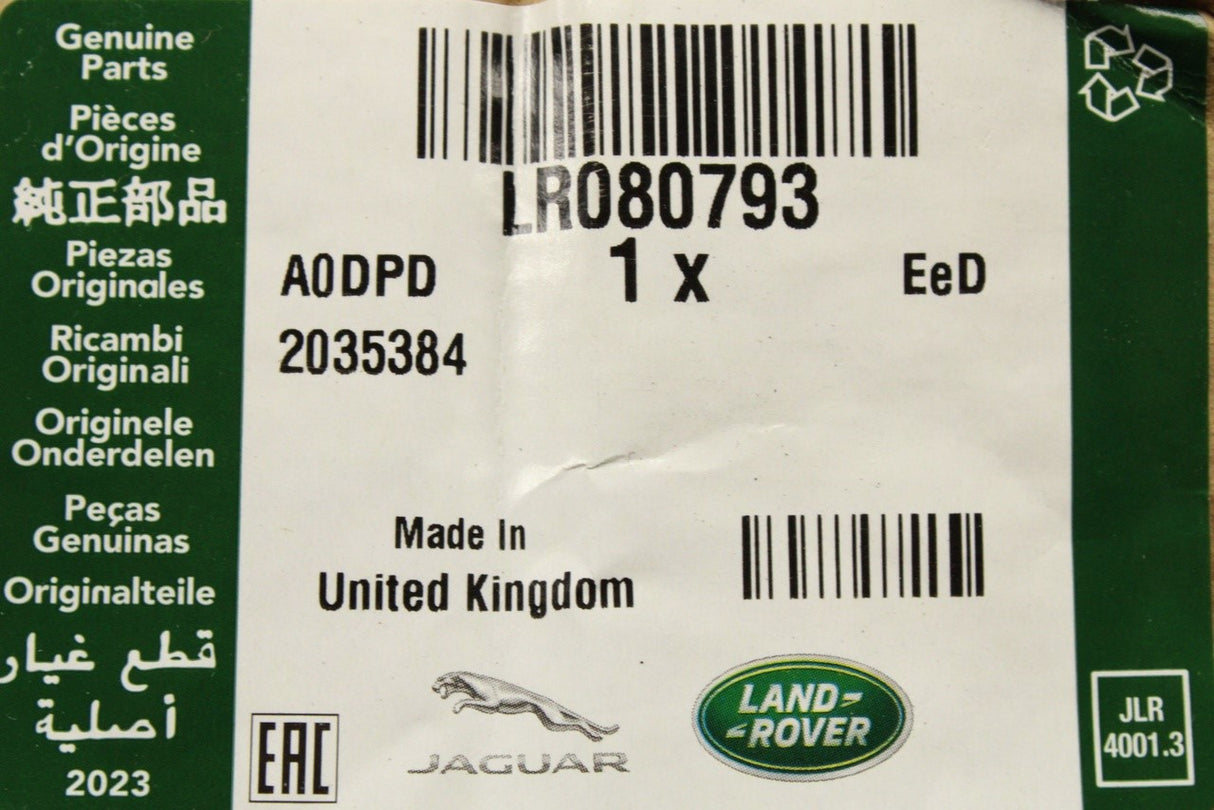 Genuine
Parts
Pièces
d'Origine
純正部品
Piezas
Originales
Ricambi
Originali
Originele
Onderdelen
Peças
Genuinas
Originalteile
قطع غيار
أصلية
2023
LR080793
A0DPD 1 x EeD
2035384
Made In
United Kingdom
EAC
JAGUAR
LAND-
-ROVER
JLR
4001.3